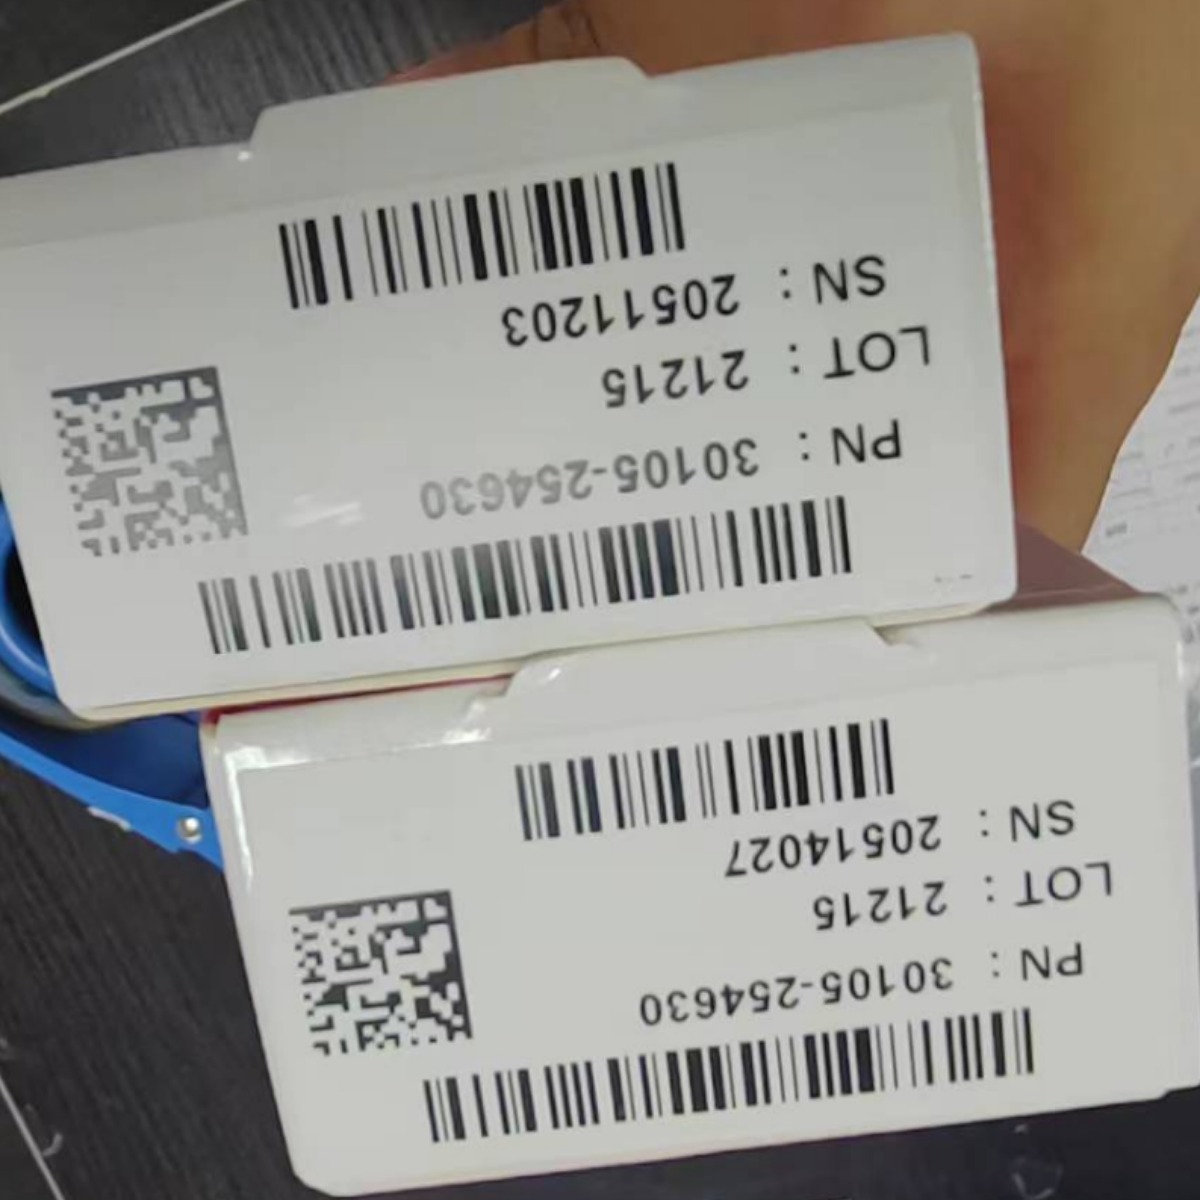 PN : 30105-254630
LOT : 21215
SN : 20514027
PN : 30105-254630
LOT : 21215
SN : 20511203